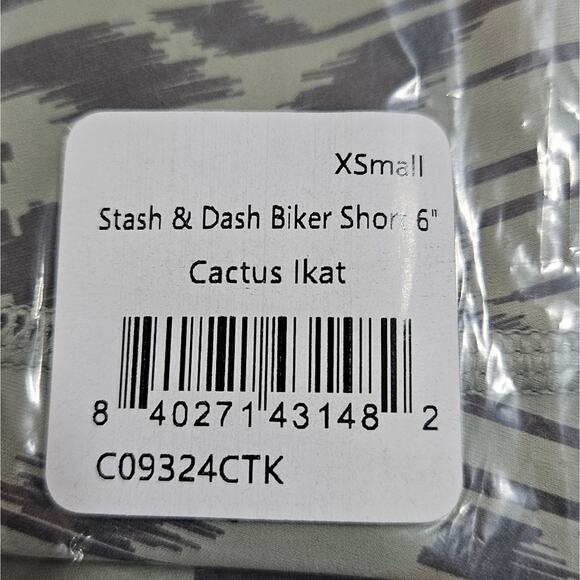 XSmall
Stash & Dash Biker Short 6"
Cactus Ikat
8 40271 43148 2
C09324CTK